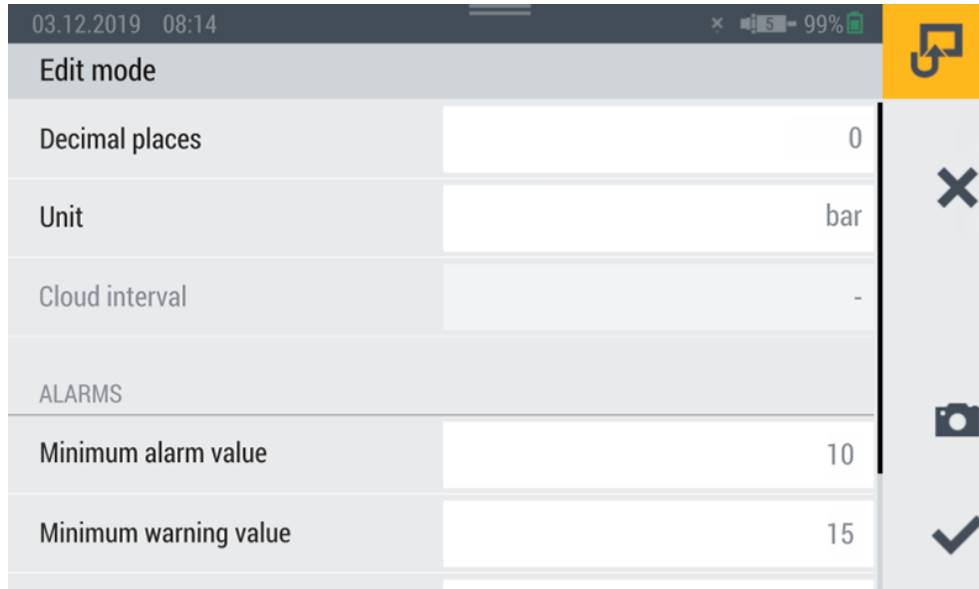 03.12.2019 08:14 5 99%
Edit mode
Decimal places 0
Unit bar
Cloud interval -
ALARMS
Minimum alarm value 10
Minimum warning value 15